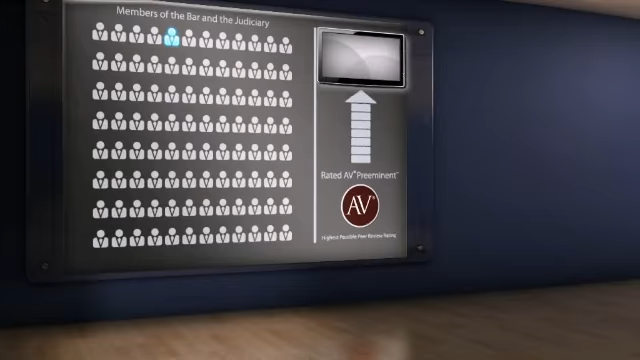 Members of the Bar and the Judiciary
Rated AV® Preeminent™
AV®
Highest Possible Peer Review Rating